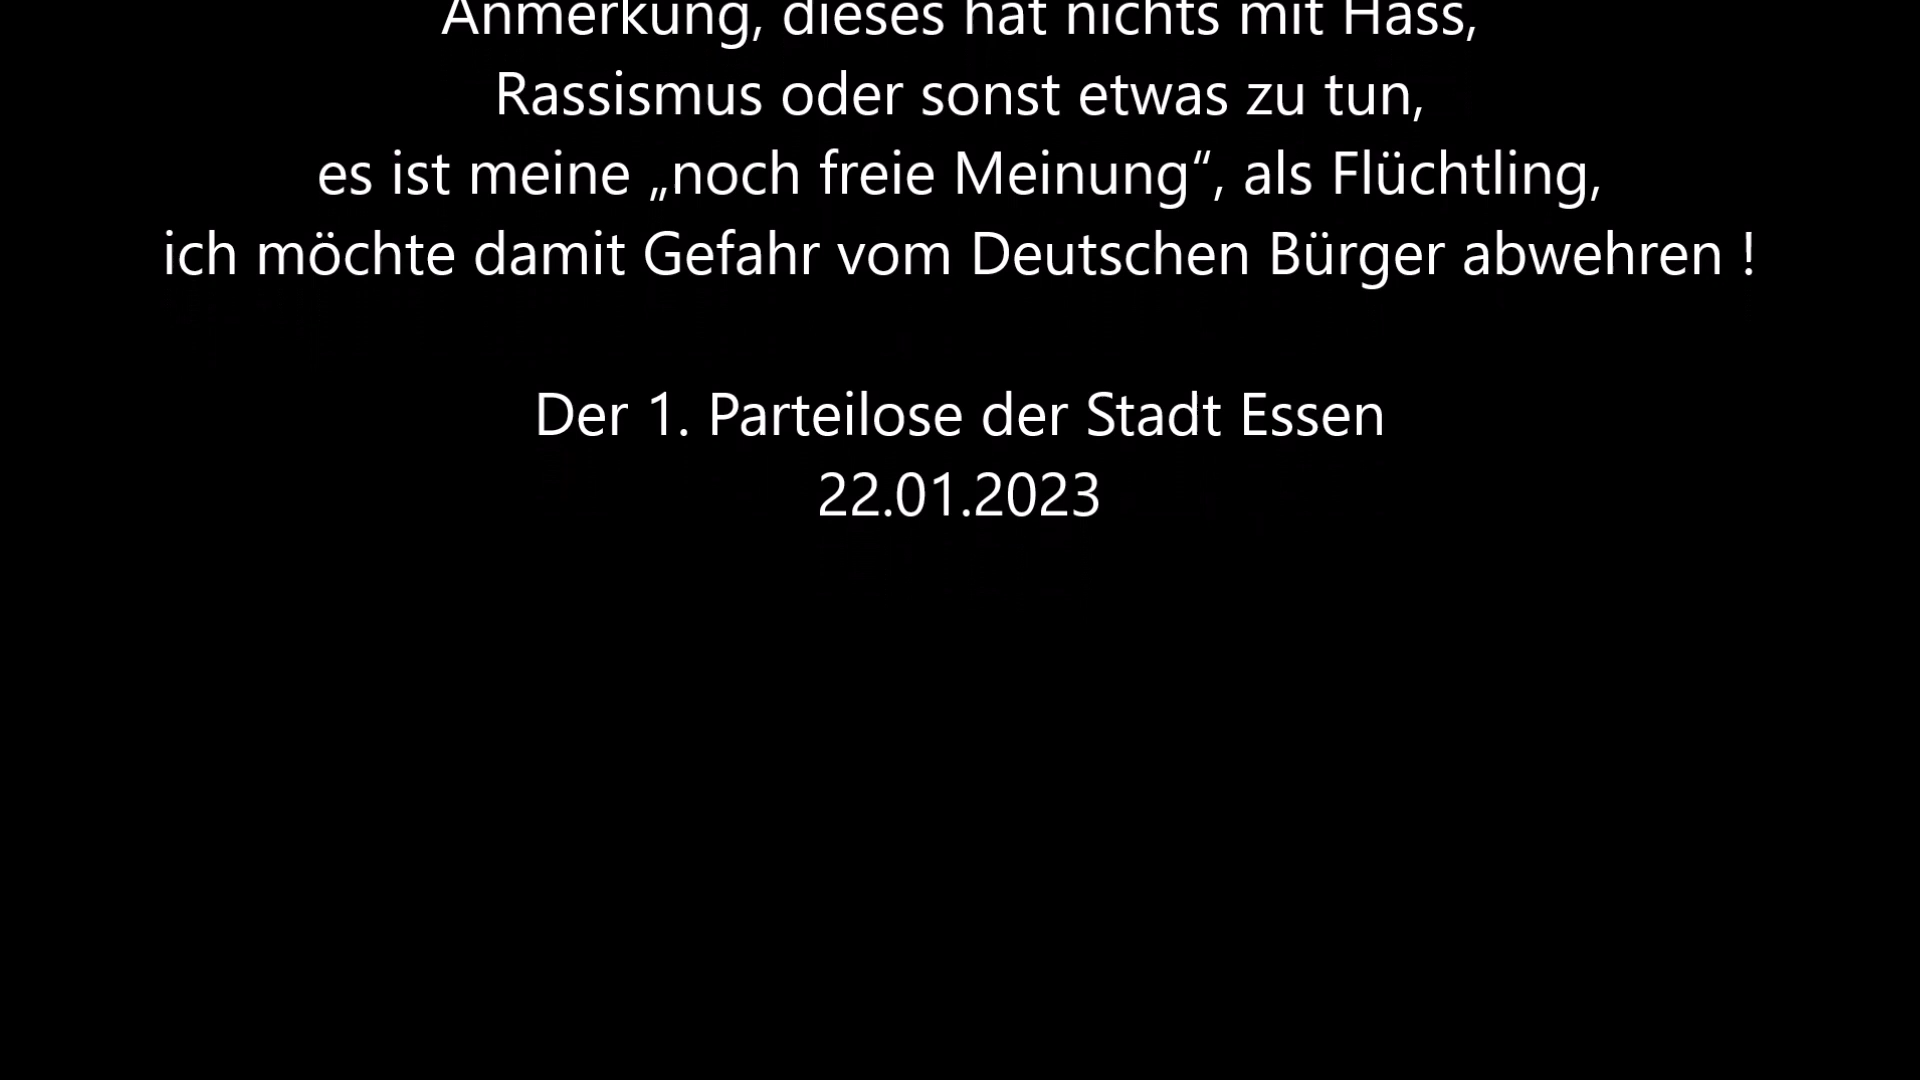 Anmerkung, dieses hat nichts mit Hass,
Rassismus oder sonst etwas zu tun,
es ist meine „noch freie Meinung“, als Flüchtling,
ich möchte damit Gefahr vom Deutschen Bürger abwehren !
Der 1. Parteilose der Stadt Essen
22.01.2023